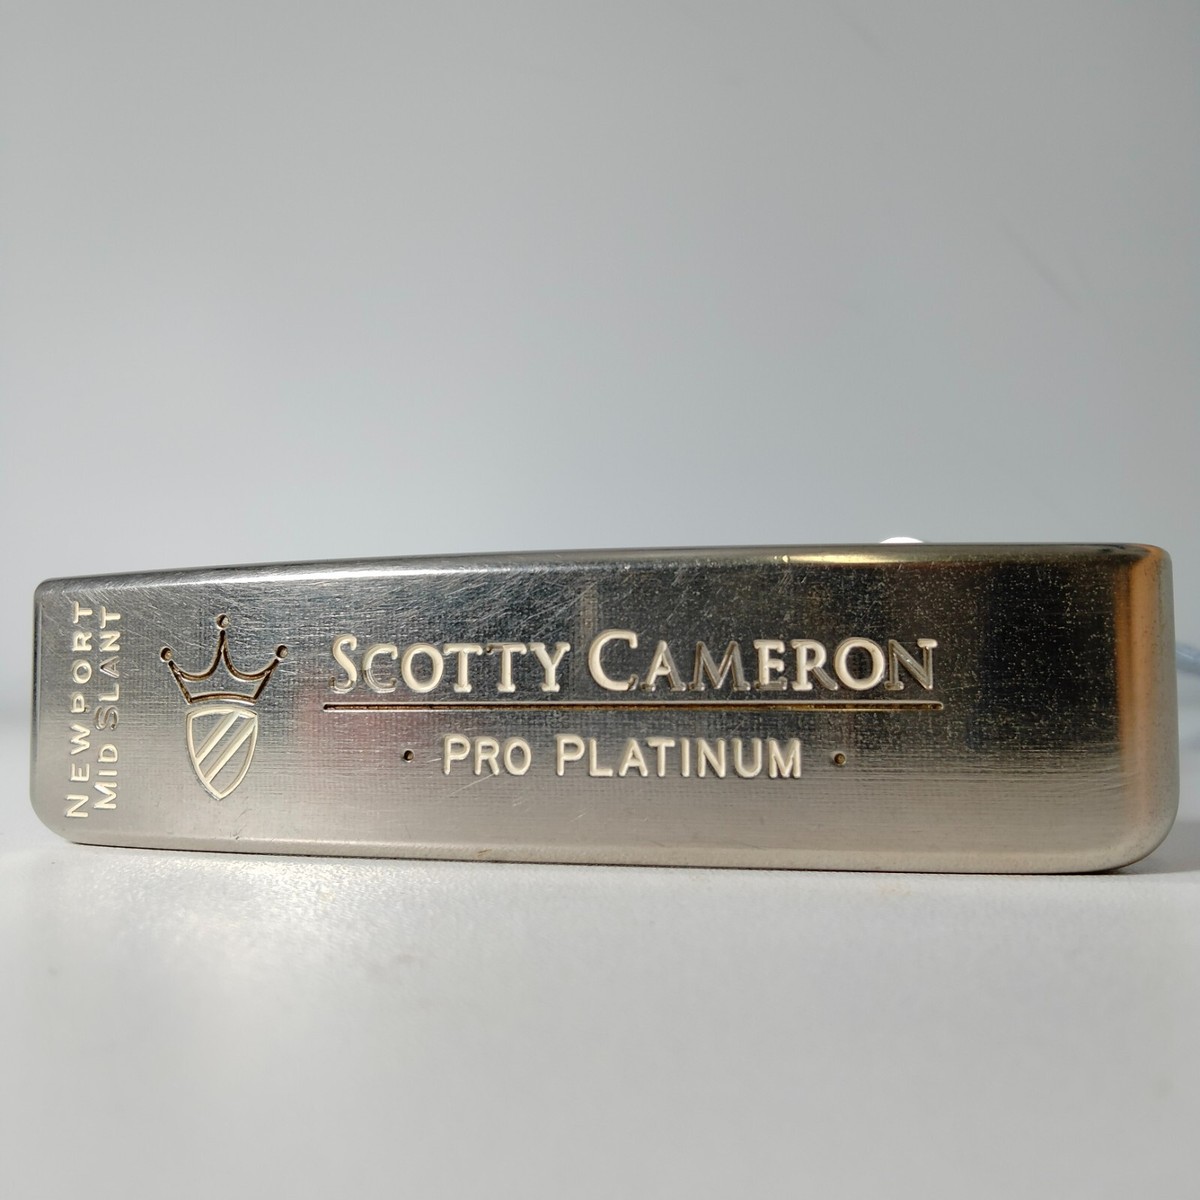 NEWPORT
MID SLANT
SCOTTY CAMERON
PRO PLATINUM